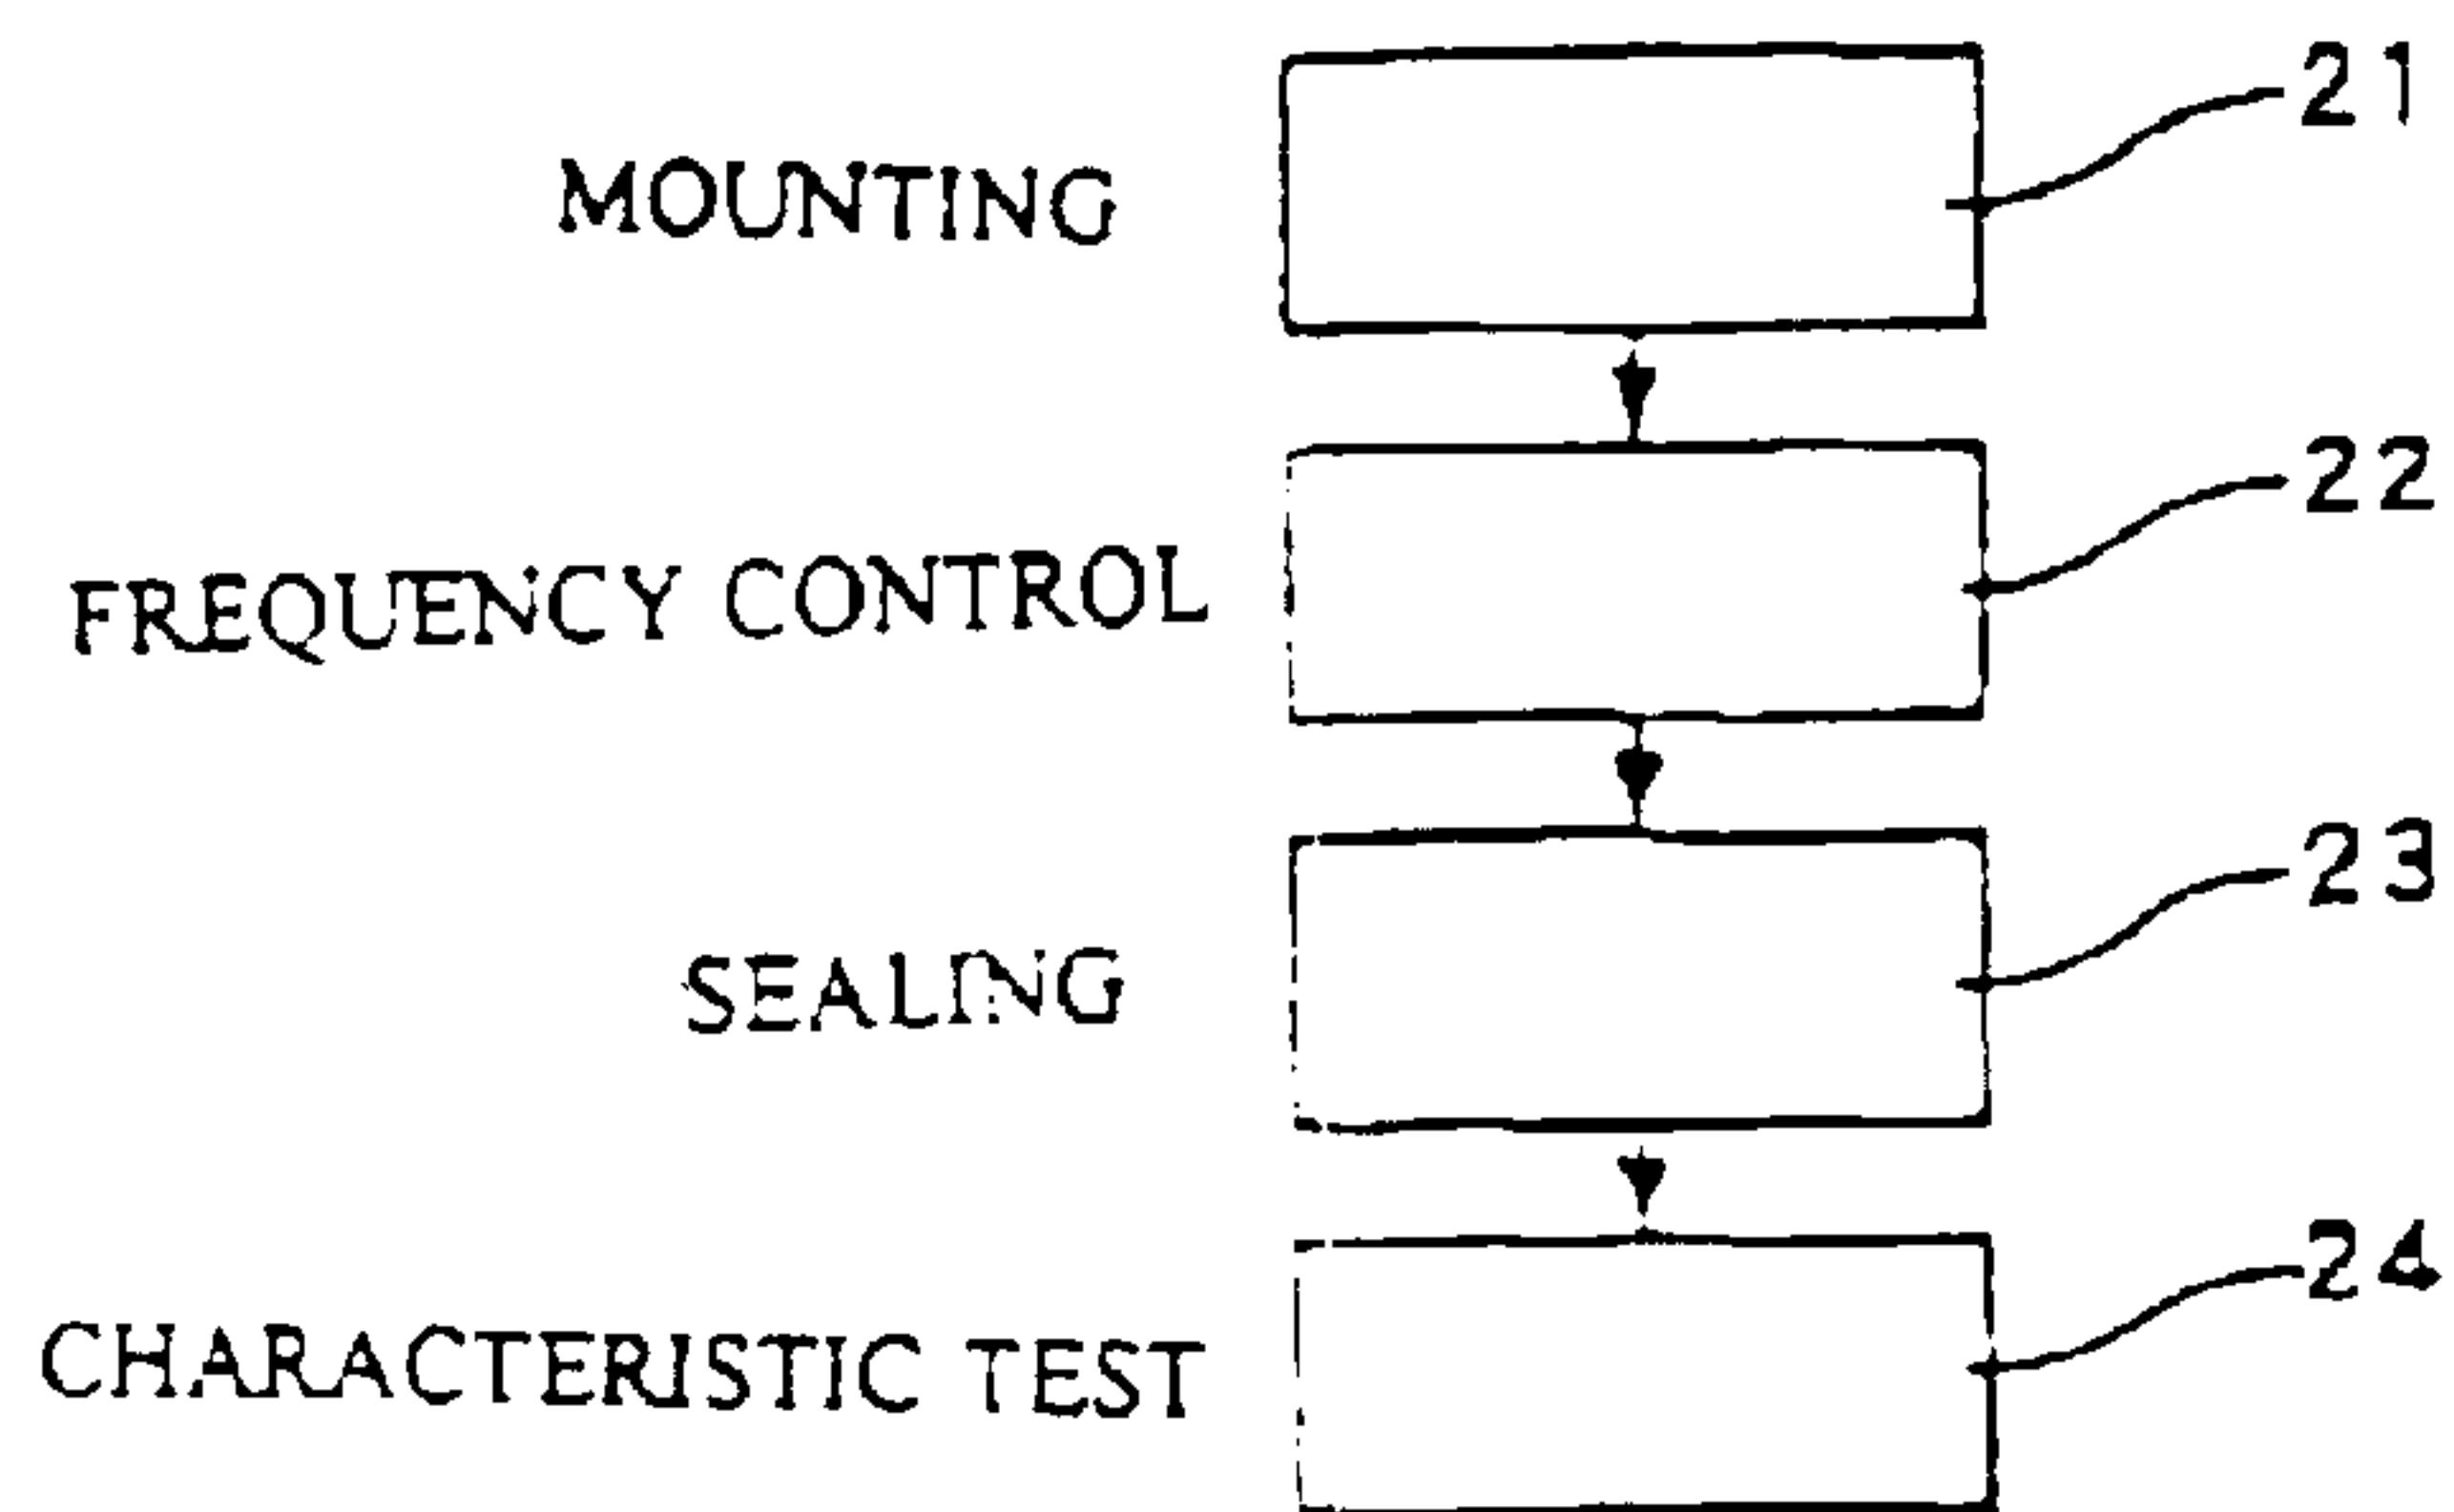 MOUNTING 21
FREQUENCY CONTROL 22
SEALING 23
CHARACTERISTIC TEST 24